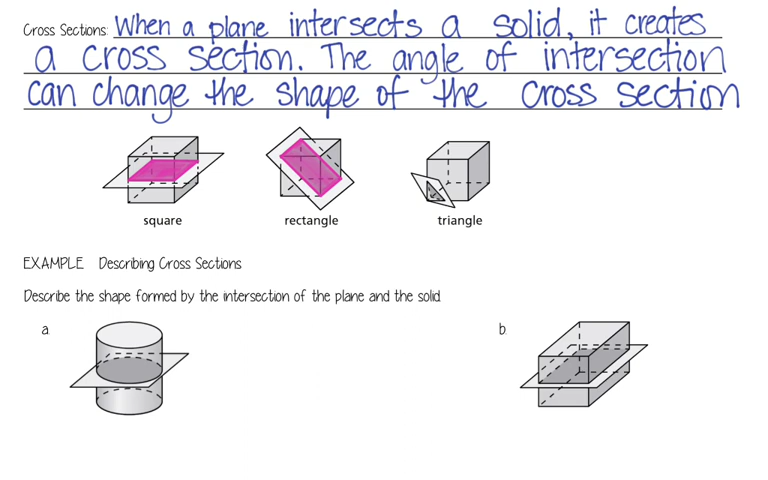 Cross Sections: When a plane intersects a solid, it creates
a cross section. The angle of intersection
can change the shape of the cross section
square rectangle triangle
EXAMPLE Describing Cross Sections
Describe the shape formed by the intersection of the plane and the solid.
a. b.